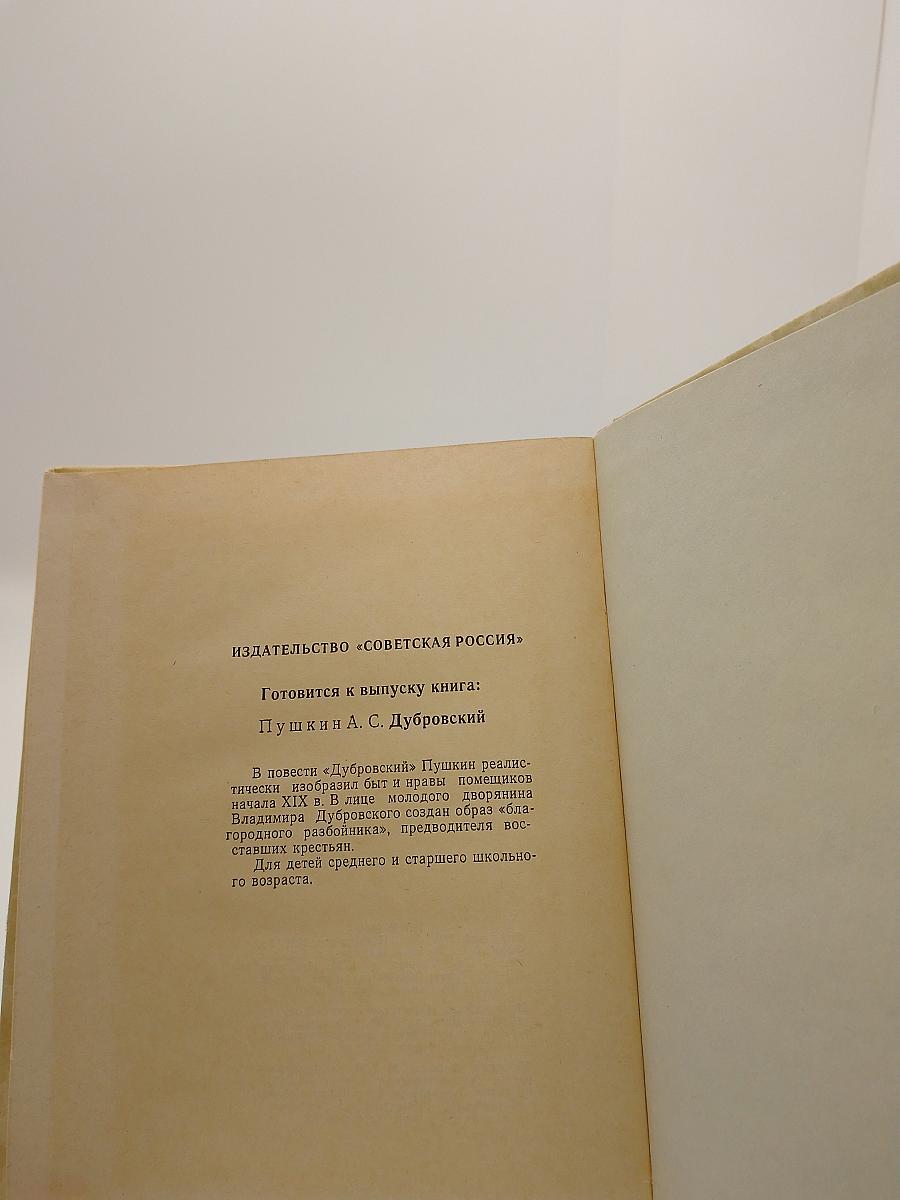 ИЗДАТЕЛЬСТВО «СОВЕТСКАЯ РОССИЯ»
Готовится к выпуску книга:
Пушкин А. С. Дубровский
В повести «Дубровский» Пушкин реалис-
тически изобразил быт и нравы помещиков
начала XIX в. В лице молодого дворянина
Владимира Дубровского создан образ «бла-
городного разбойника», предводителя вос-
ставших крестьян.
Для детей среднего и старшего школьно-
го возраста.